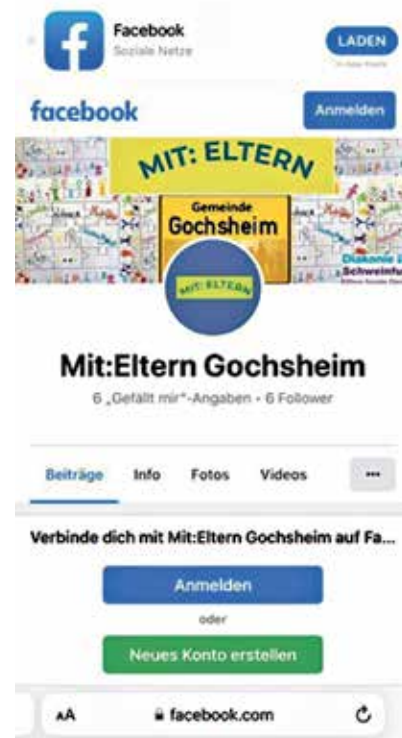 Facebook
Soziale Netze
LADEN
facebook
Anmelden
MIT: ELTERN
Gemeinde
Gochsheim
Diakonie
Schweinfu
MIT: ELTERN
Mit:Eltern Gochsheim
6 „Gefällt mir“-Angaben • 6 Follower
Beiträge Info Fotos Videos ...
Verbinde dich mit Mit:Eltern Gochsheim auf Fa...
Anmelden
oder
Neues Konto erstellen
AA facebook.com